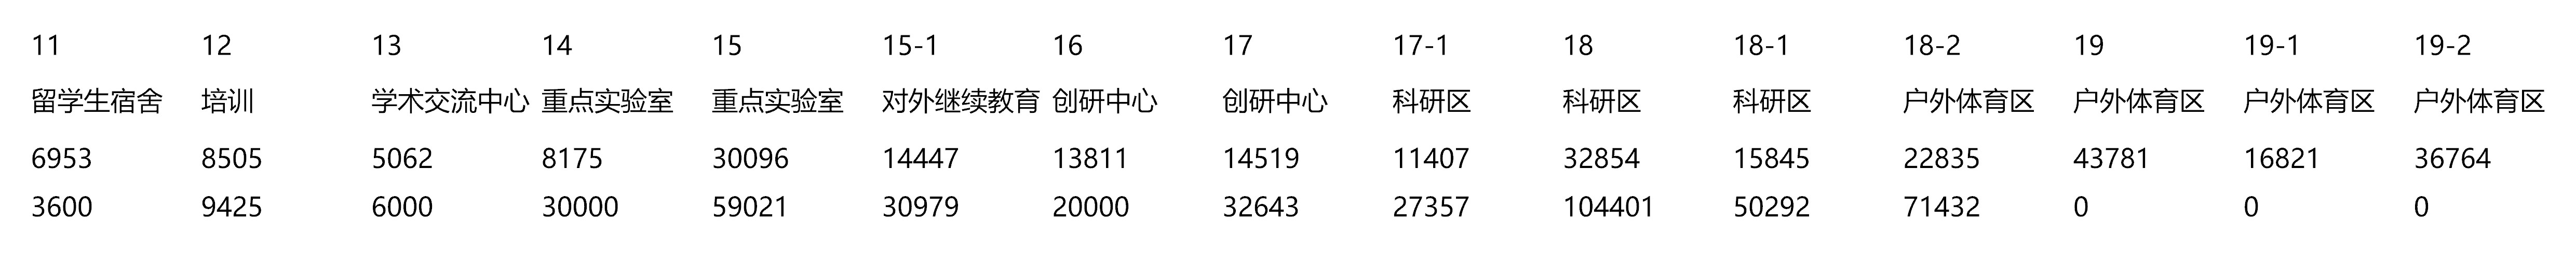 11 12 13 14 15 15-1 16 17 17-1 18 18-1 18-2 19 19-1 19-2
留学生宿舍 培训 学术交流中心 重点实验室 重点实验室 对外继续教育 创研中心 创研中心 科研区 科研区 科研区 户外体育区 户外体育区 户外体育区 户外体育区
6953 8505 5062 8175 30096 14447 13811 14519 11407 32854 15845 22835 43781 16821 36764
3600 9425 6000 30000 59021 30979 20000 32643 27357 104401 50292 71432 0 0 0